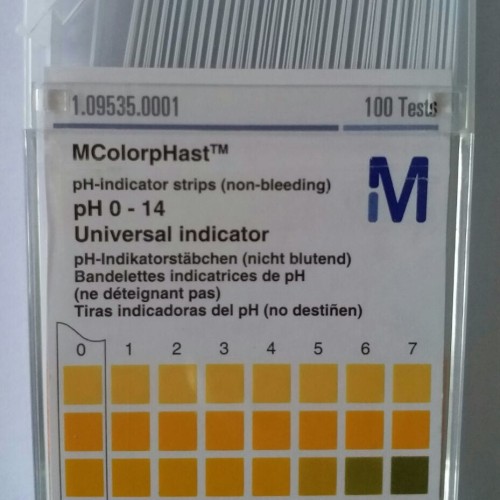 1.09535.0001 100 Tests
MColorpHast™
M
pH-indicator strips (non-bleeding)
pH 0 - 14
Universal indicator
pH-Indikatorstäbchen (nicht blutend)
Bandelettes indicatrices de pH
(ne déteignant pas)
Tiras indicadoras del pH (no destiñen)
0 1 2 3 4 5 6 7